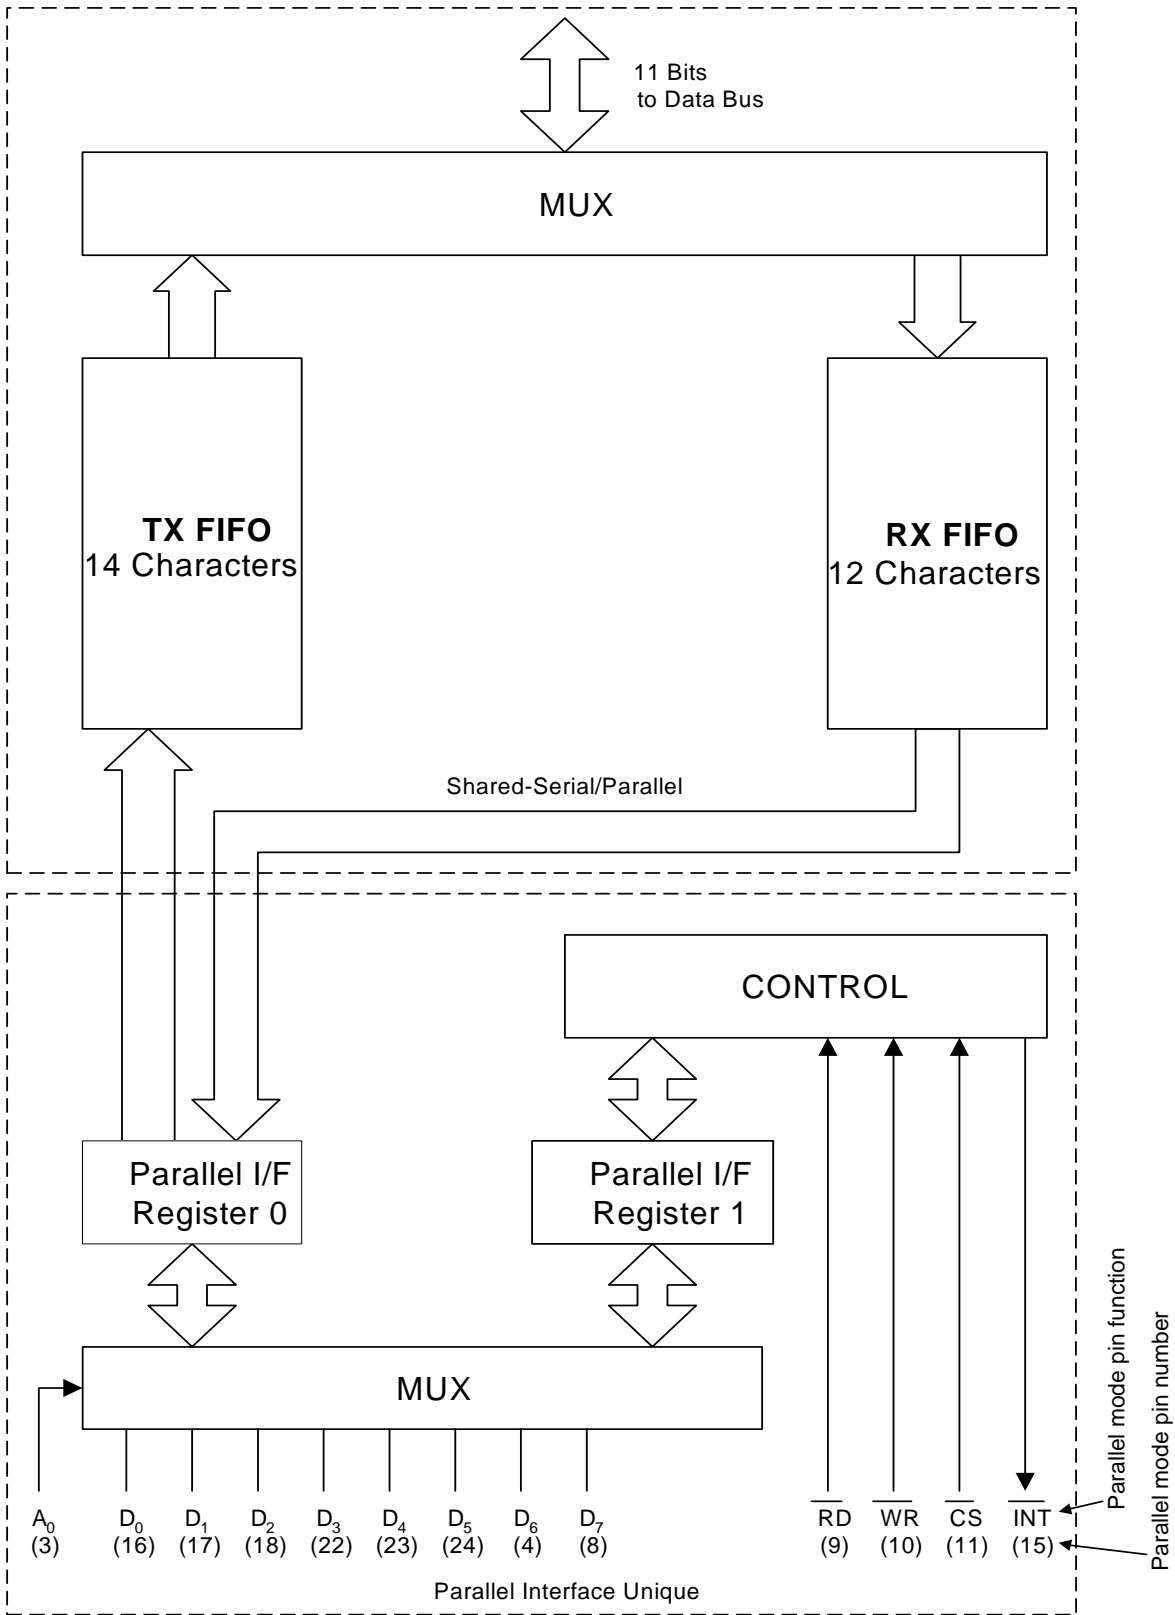 11 Bits
to Data Bus
MUX
TX FIFO
14 Characters
RX FIFO
12 Characters
Shared-Serial/Parallel
CONTROL
Parallel I/F
Register 0
Parallel I/F
Register 1
MUX
A0 D0 D1 D2 D3 D4 D5 D6 D7 RD WR CS INT
(3) (16) (17) (18) (22) (23) (24) (4) (8) (9) (10) (11) (15)
Parallel mode pin function
Parallel mode pin number
Parallel Interface Unique